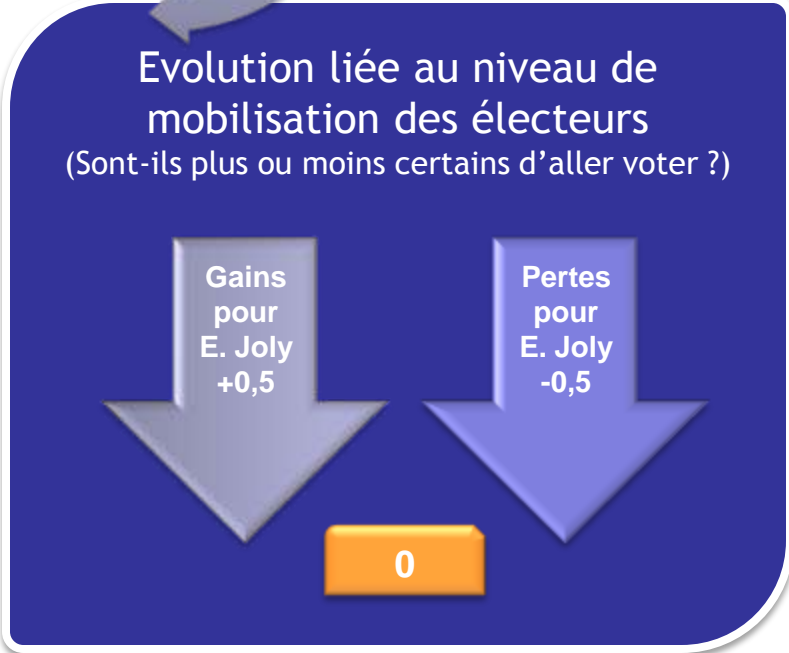 Evolution liée au niveau de
mobilisation des électeurs
(Sont-ils plus ou moins certains d’aller voter ?)
Gains
pour
E. Joly
+0,5
Pertes
pour
E. Joly
-0,5
0